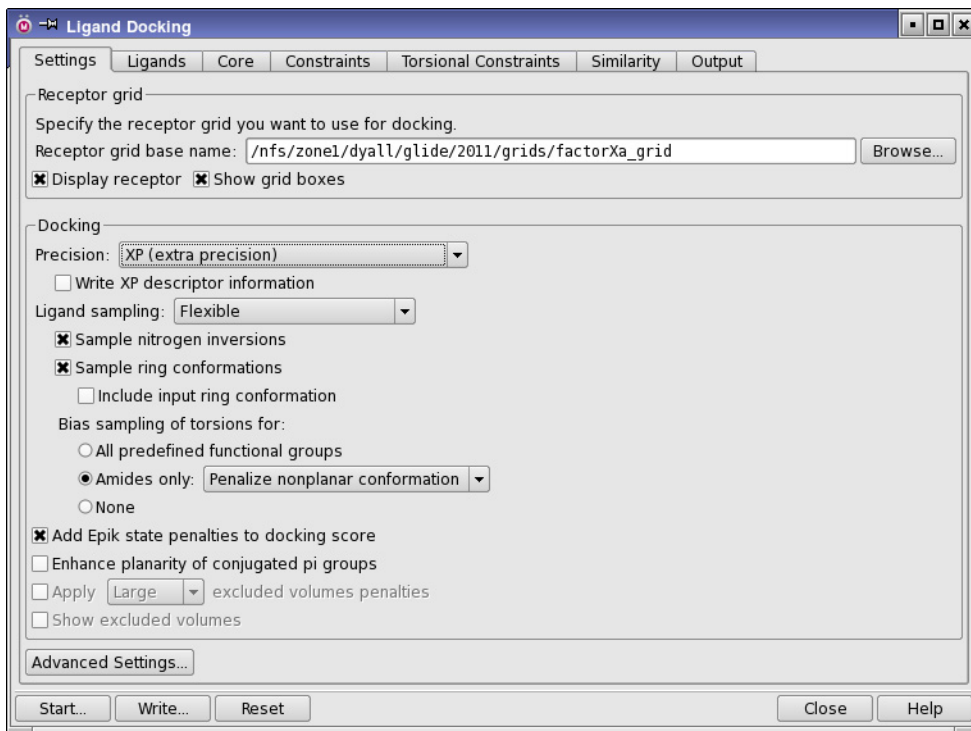 Ligand Docking
Settings Ligands Core Constraints Torsional Constraints Similarity Output
Receptor grid
Specify the receptor grid you want to use for docking.
Receptor grid base name: /nfs/zone1/dyall/glide/2011/grids/factorXa_grid Browse...
Display receptor Show grid boxes
Docking
Precision: XP (extra precision)
Write XP descriptor information
Ligand sampling: Flexible
Sample nitrogen inversions
Sample ring conformations
Include input ring conformation
Bias sampling of torsions for:
All predefined functional groups
Amides only: Penalize nonplanar conformation
None
Add Epik state penalties to docking score
Enhance planarity of conjugated pi groups
Apply Large excluded volumes penalties
Show excluded volumes
Advanced Settings...
Start... Write... Reset Close Help